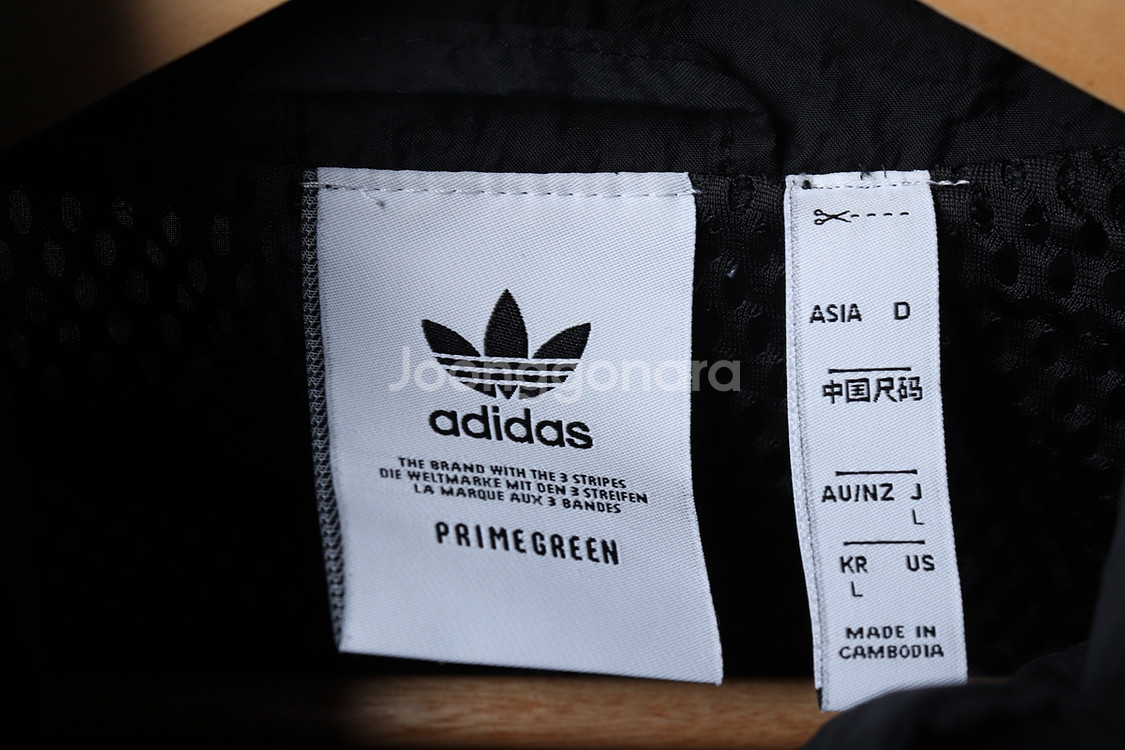 adidas
THE BRAND WITH THE 3 STRIPES
DIE WELTMARKE MIT DEN 3 STREIFEN
LA MARQUE AUX 3 BANDES
PRIMEGREEN
Joonggonara
ASIA D
中国尺码
AU/NZ J
L
KR US
L
MADE IN
CAMBODIA